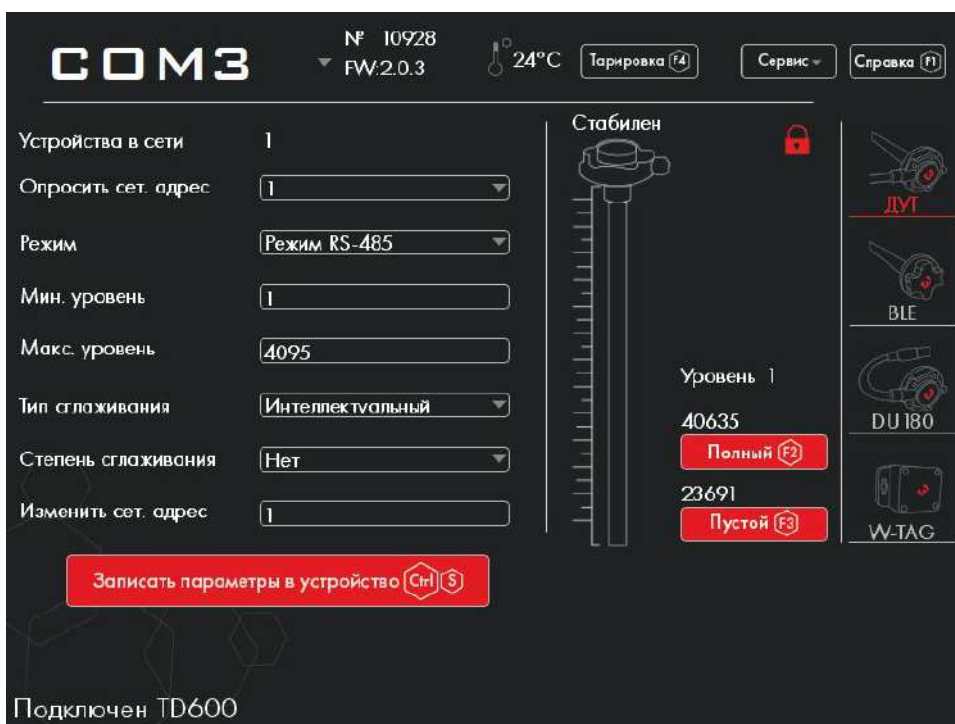 COM3
№ 10928
FW:2.0.3
24°C
Тарировка F4
Сервис
Справка F1
Устройства в сети 1
Опросить сет. адрес 1
Режим Режим RS-485
Мин. уровень 1
Макс. уровень 4095
Тип сглаживания Интеллектуальный
Степень сглаживания Нет
Изменить сет. адрес 1
Записать параметры в устройство Ctrl S
Стабилен
Уровень 1
40635
Полный F2
23691
Пустой F3
ДУТ
BLE
DU180
W-TAG
Подключен TD600